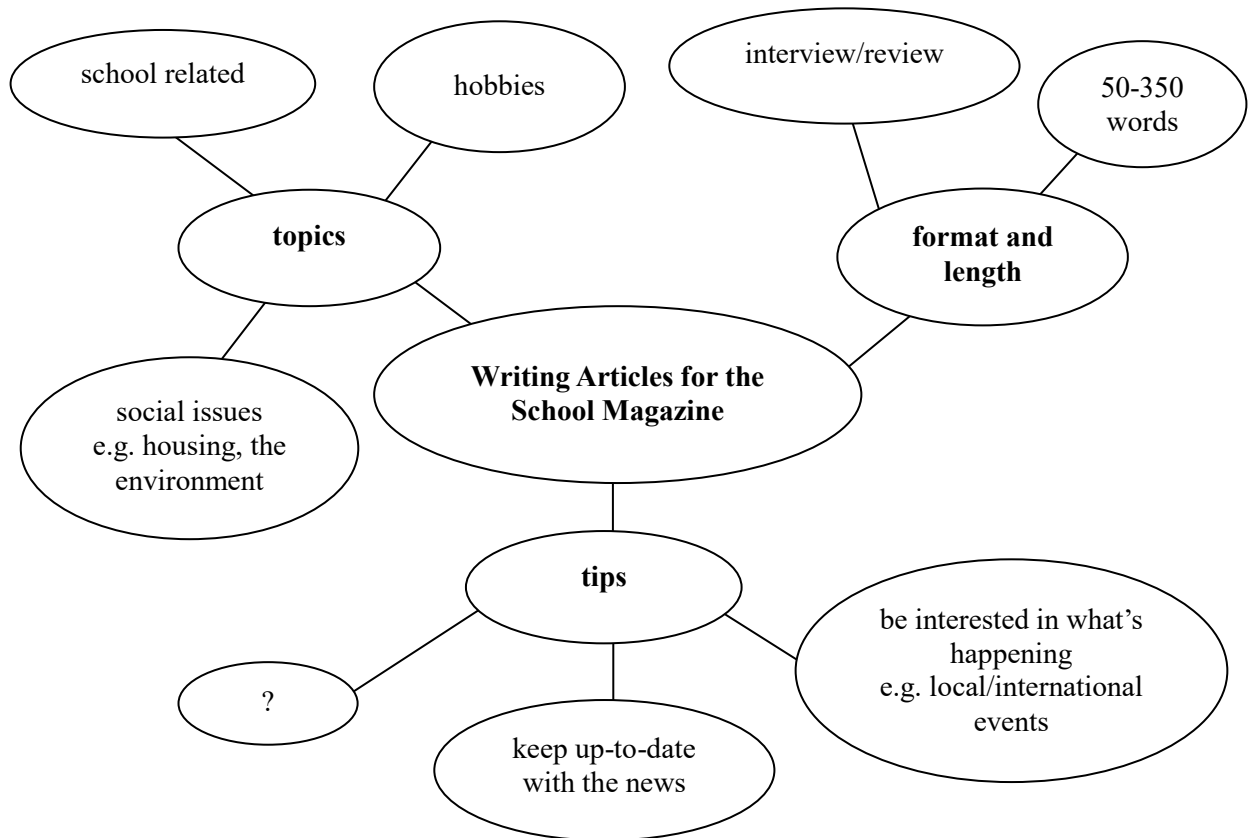 school related
hobbies
interview/review
50-350
words
topics
format and
length
social issues
e.g. housing, the
environment
Writing Articles for the
School Magazine
tips
?
keep up-to-date
with the news
be interested in what’s
happening
e.g. local/international
events